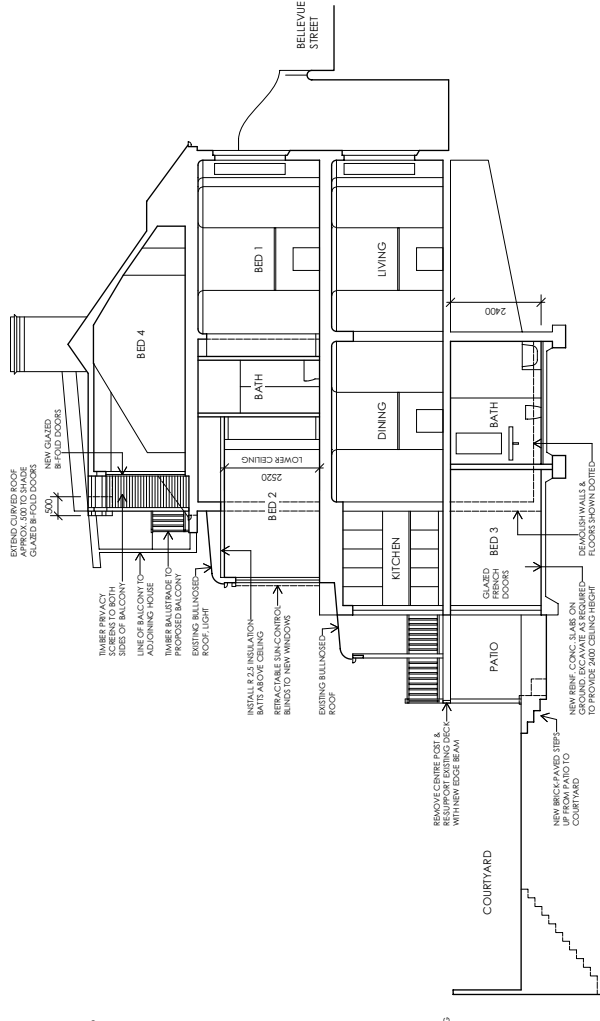 EXTEND CURVED ROOF
APPROX. 500 TO SHADE
GLAZED BI-FOLD DOORS
500
NEW GLAZED
BI-FOLD DOORS
TIMBER PRIVACY
SCREENS TO BOTH
SIDES OF BALCONY
LINE OF BALCONY TO
ADJOINING HOUSE
TIMBER BALUSTRADE TO
PROPOSED BALCONY
EXISTING BULLNOSED
ROOF, LIGHT
INSTALL R 2.5 INSULATION
BATTS ABOVE CEILING
RETRACTABLE SUN-CONTROL
BLINDS TO NEW WINDOWS
EXISTING BULLNOSED
ROOF
REMOVE CENTRE POST &
RE-SUPPORT EXISTING DECK
WITH NEW EDGE BEAM
BED 4
BED 2
2520
LOWER CEILING
BATH
BED 1
BELLEVUE
STREET
KITCHEN
DINING
LIVING
PATIO
GLAZED
FRENCH
DOORS
BED 3
BATH
2400
COURTYARD
NEW BRICK-PAVED STEPS
UP FROM PATIO TO
COURTYARD
NEW REINF. CONC. SLABS ON
GROUND. EXCAVATE AS REQUIRED
TO PROVIDE 2400 CEILING HEIGHT
DEMOLISH WALLS &
FLOORS SHOWN DOTTED